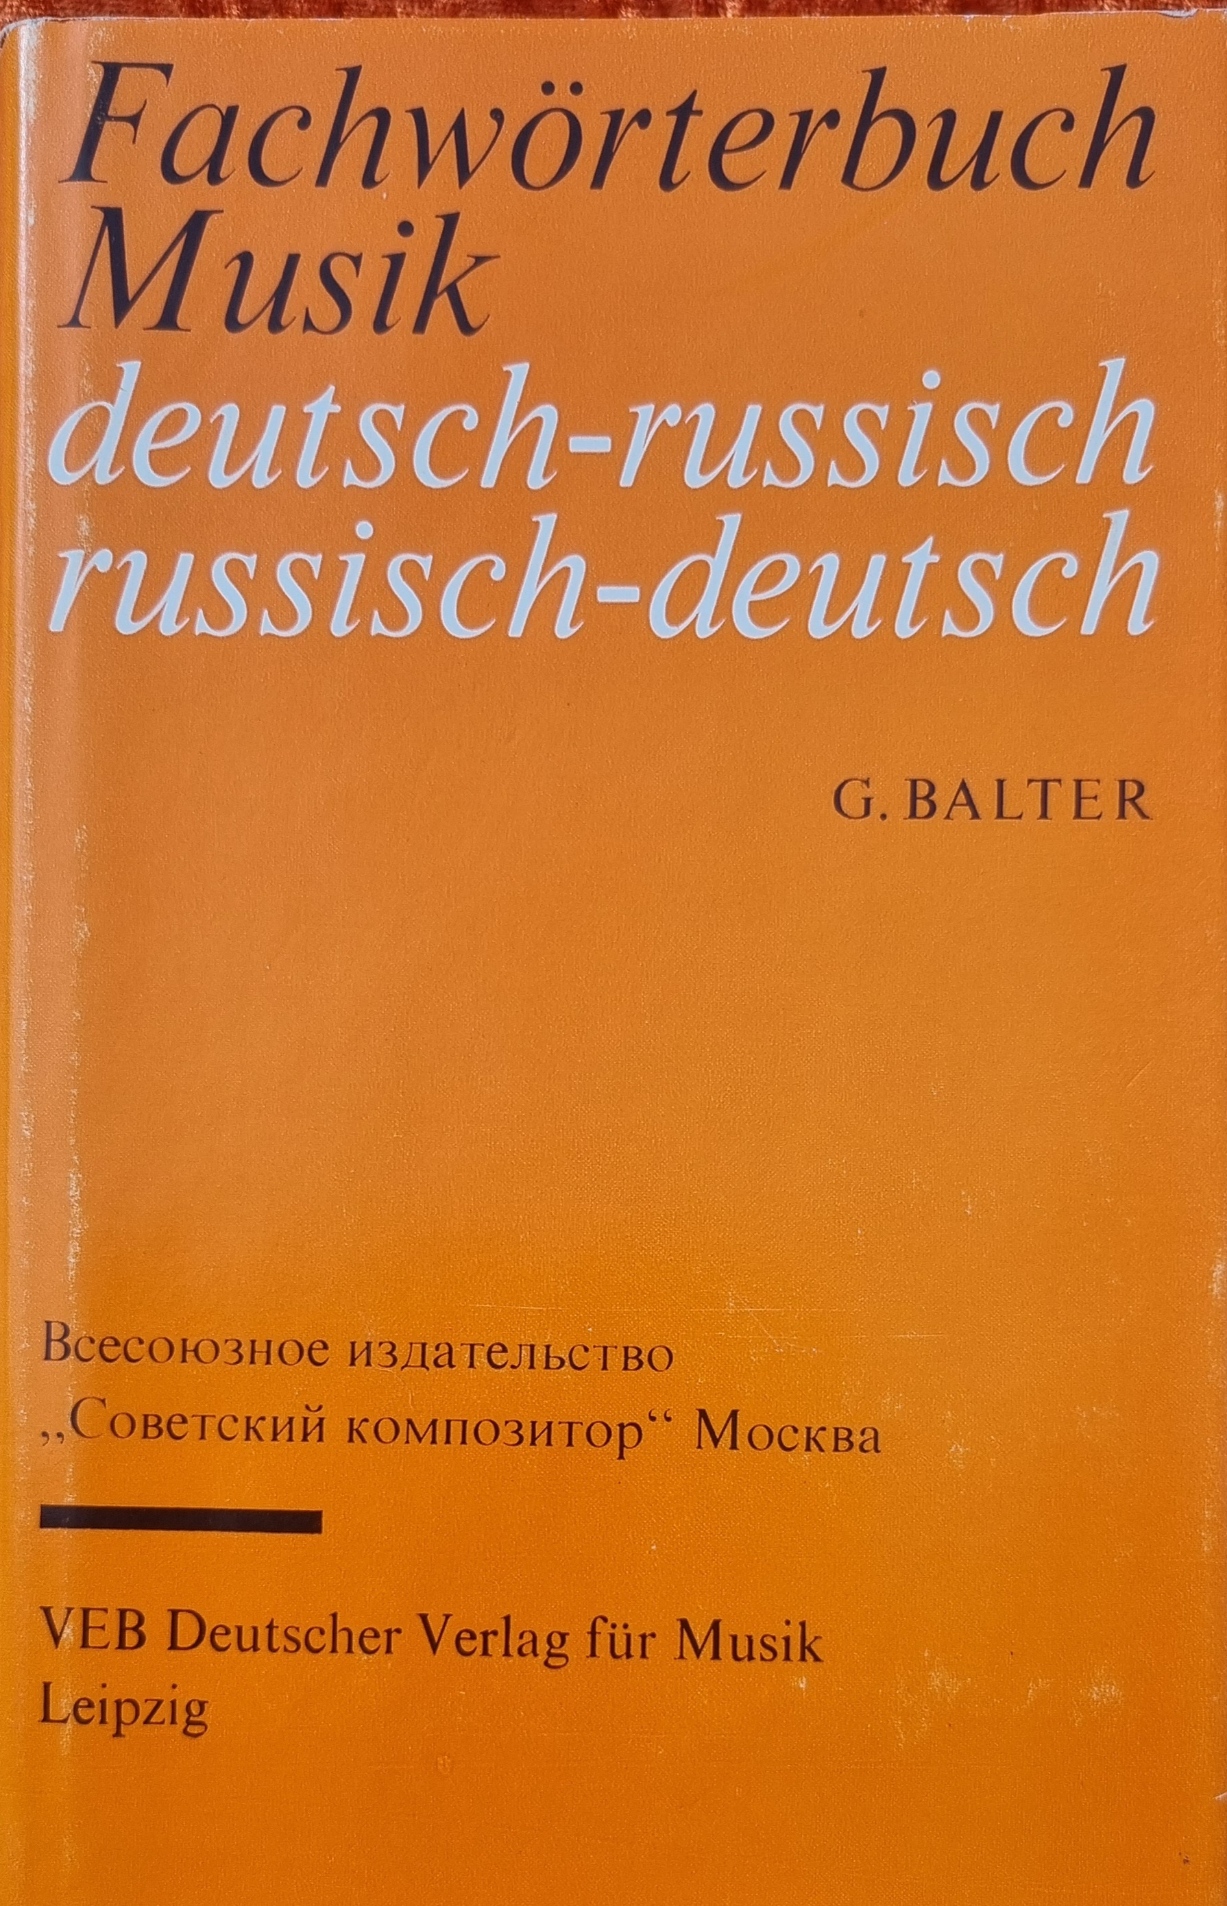 Fachwörterbuch
Musik
deutsch-russisch
russisch-deutsch
G. BALTER
Всесоюзное издательство
„Советский композитор“ Москва
VEB Deutscher Verlag für Musik
Leipzig